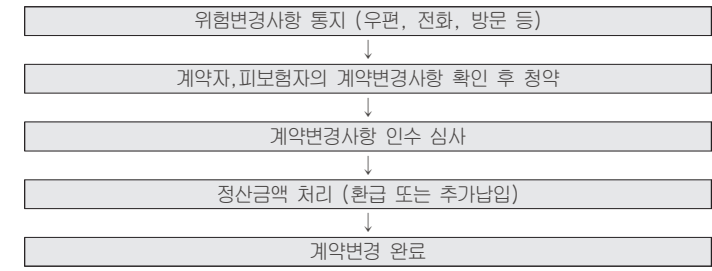 위험변경사항 통지 (우편, 전화, 방문 등)
↓
계약자,피보험자의 계약변경사항 확인 후 청약
↓
계약변경사항 인수 심사
↓
정산금액 처리 (환급 또는 추가납입)
↓
계약변경 완료